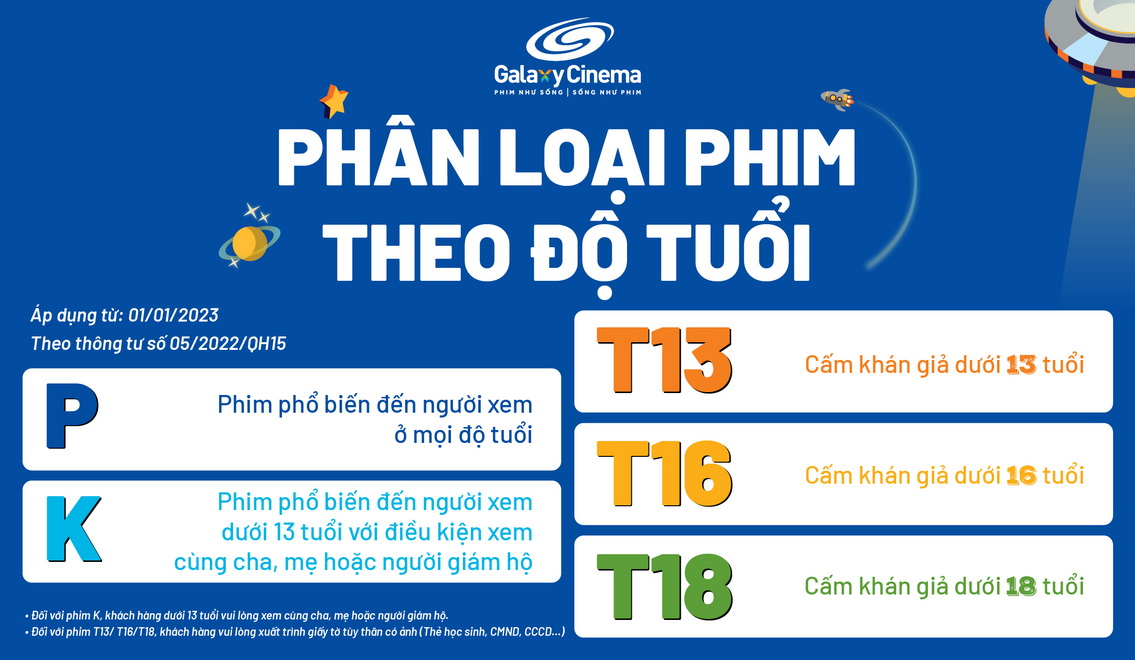 Galaxy Cinema
PHIM NHƯ SỐNG | SỐNG NHƯ PHIM
PHÂN LOẠI PHIM
THEO ĐỘ TUỔI
Áp dụng từ: 01/01/2023
Theo thông tư số 05/2022/QH15
P
Phim phổ biến đến người xem
ở mọi độ tuổi
K
Phim phổ biến đến người xem
dưới 13 tuổi với điều kiện xem
cùng cha, mẹ hoặc người giám hộ
• Đối với phim K, khách hàng dưới 13 tuổi vui lòng xem cùng cha, mẹ hoặc người giám hộ.
• Đối với phim T13/ T16/T18, khách hàng vui lòng xuất trình giấy tờ tùy thân có ảnh (Thẻ học sinh, CMND, CCCD...)
T13
Cấm khán giả dưới 13 tuổi
T16
Cấm khán giả dưới 16 tuổi
T18
Cấm khán giả dưới 18 tuổi